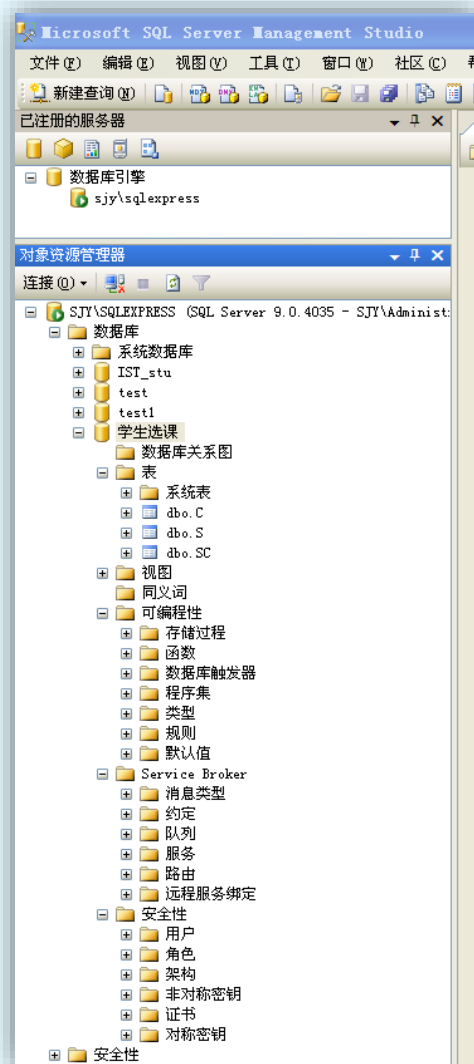 Microsoft SQL Server Management Studio
文件(F) 编辑(E) 视图(V) 工具(T) 窗口(W) 社区(C)
新建查询(N)
已注册的服务器
数据库引擎
sjy\sqlexpress
对象资源管理器
连接(O)
SJY\SQLEXPRESS (SQL Server 9.0.4035 - SJY\Administ
数据库
系统数据库
IST_stu
test
test1
学生选课
数据库关系图
表
系统表
dbo.C
dbo.S
dbo.SC
视图
同义词
可编程性
存储过程
函数
数据库触发器
程序集
类型
规则
默认值
Service Broker
消息类型
约定
队列
服务
路由
远程服务绑定
安全性
用户
角色
架构
非对称密钥
证书
对称密钥
安全性